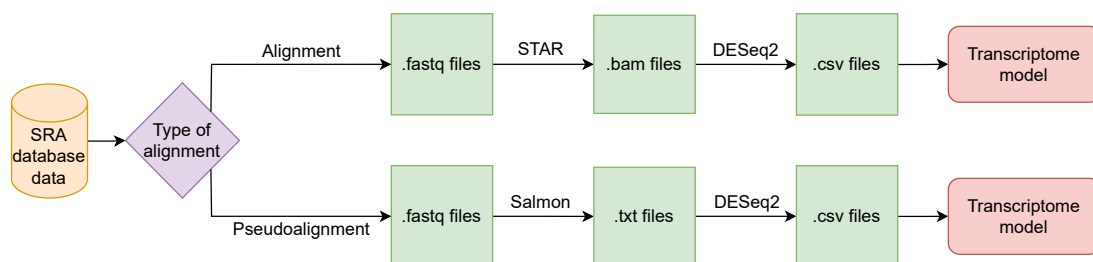 SRA
database
data
Type of
alignment
Alignment
.fastq files
STAR
.bam files
DESeq2
.csv files
Transcriptome
model
Pseudoalignment
.fastq files
Salmon
.txt files
DESeq2
.csv files
Transcriptome
model